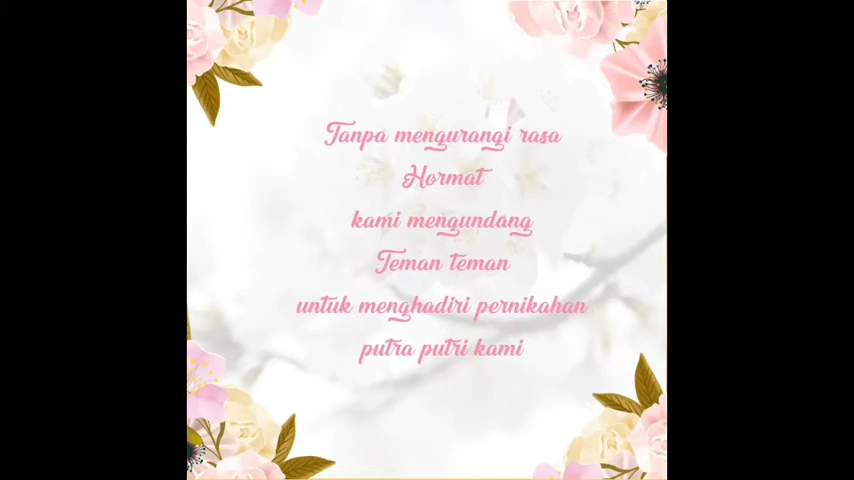 Tanpa mengurangi rasa
Hormat
kami mengundang
Teman teman
untuk menghadiri pernikahan
putra putri kami